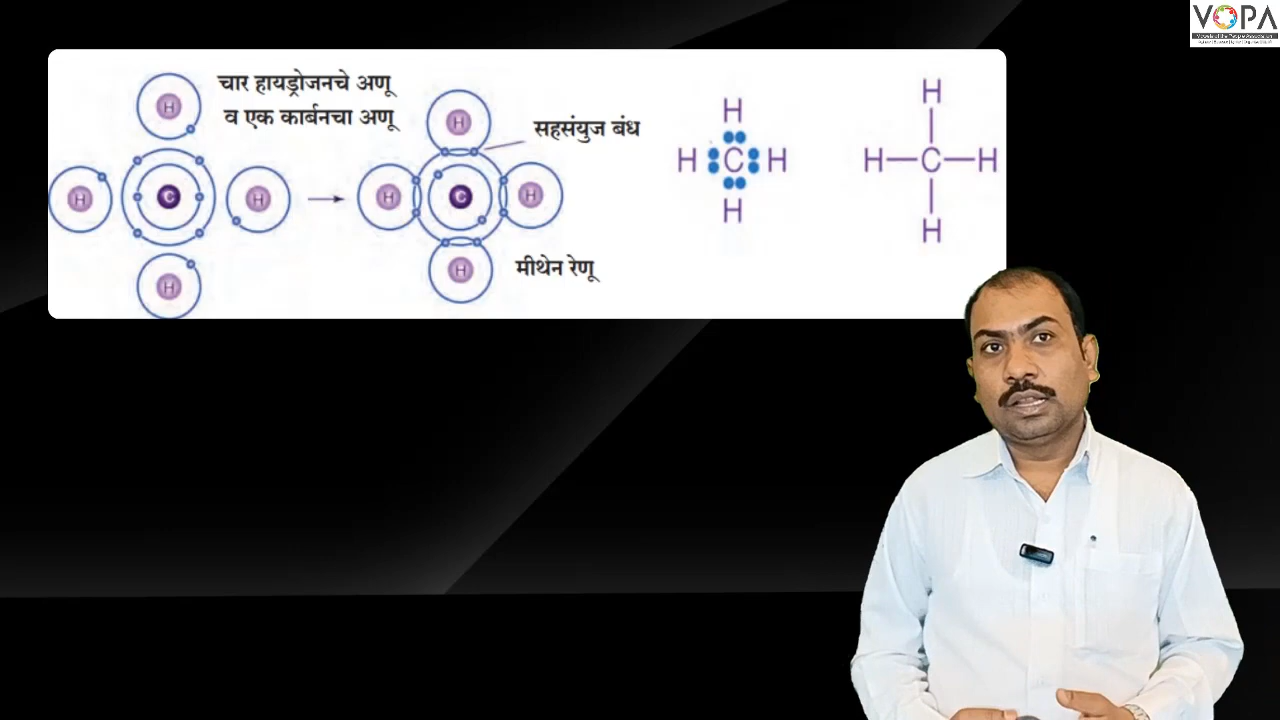 VOPA
चार हायड्रोजनचे अणू
व एक कार्बनचा अणू
H
H
C
H
H
H
H
C
H
H
सहसंयुज बंध
मीथेन रेणू
H
H C H
H
H
H—C—H
H